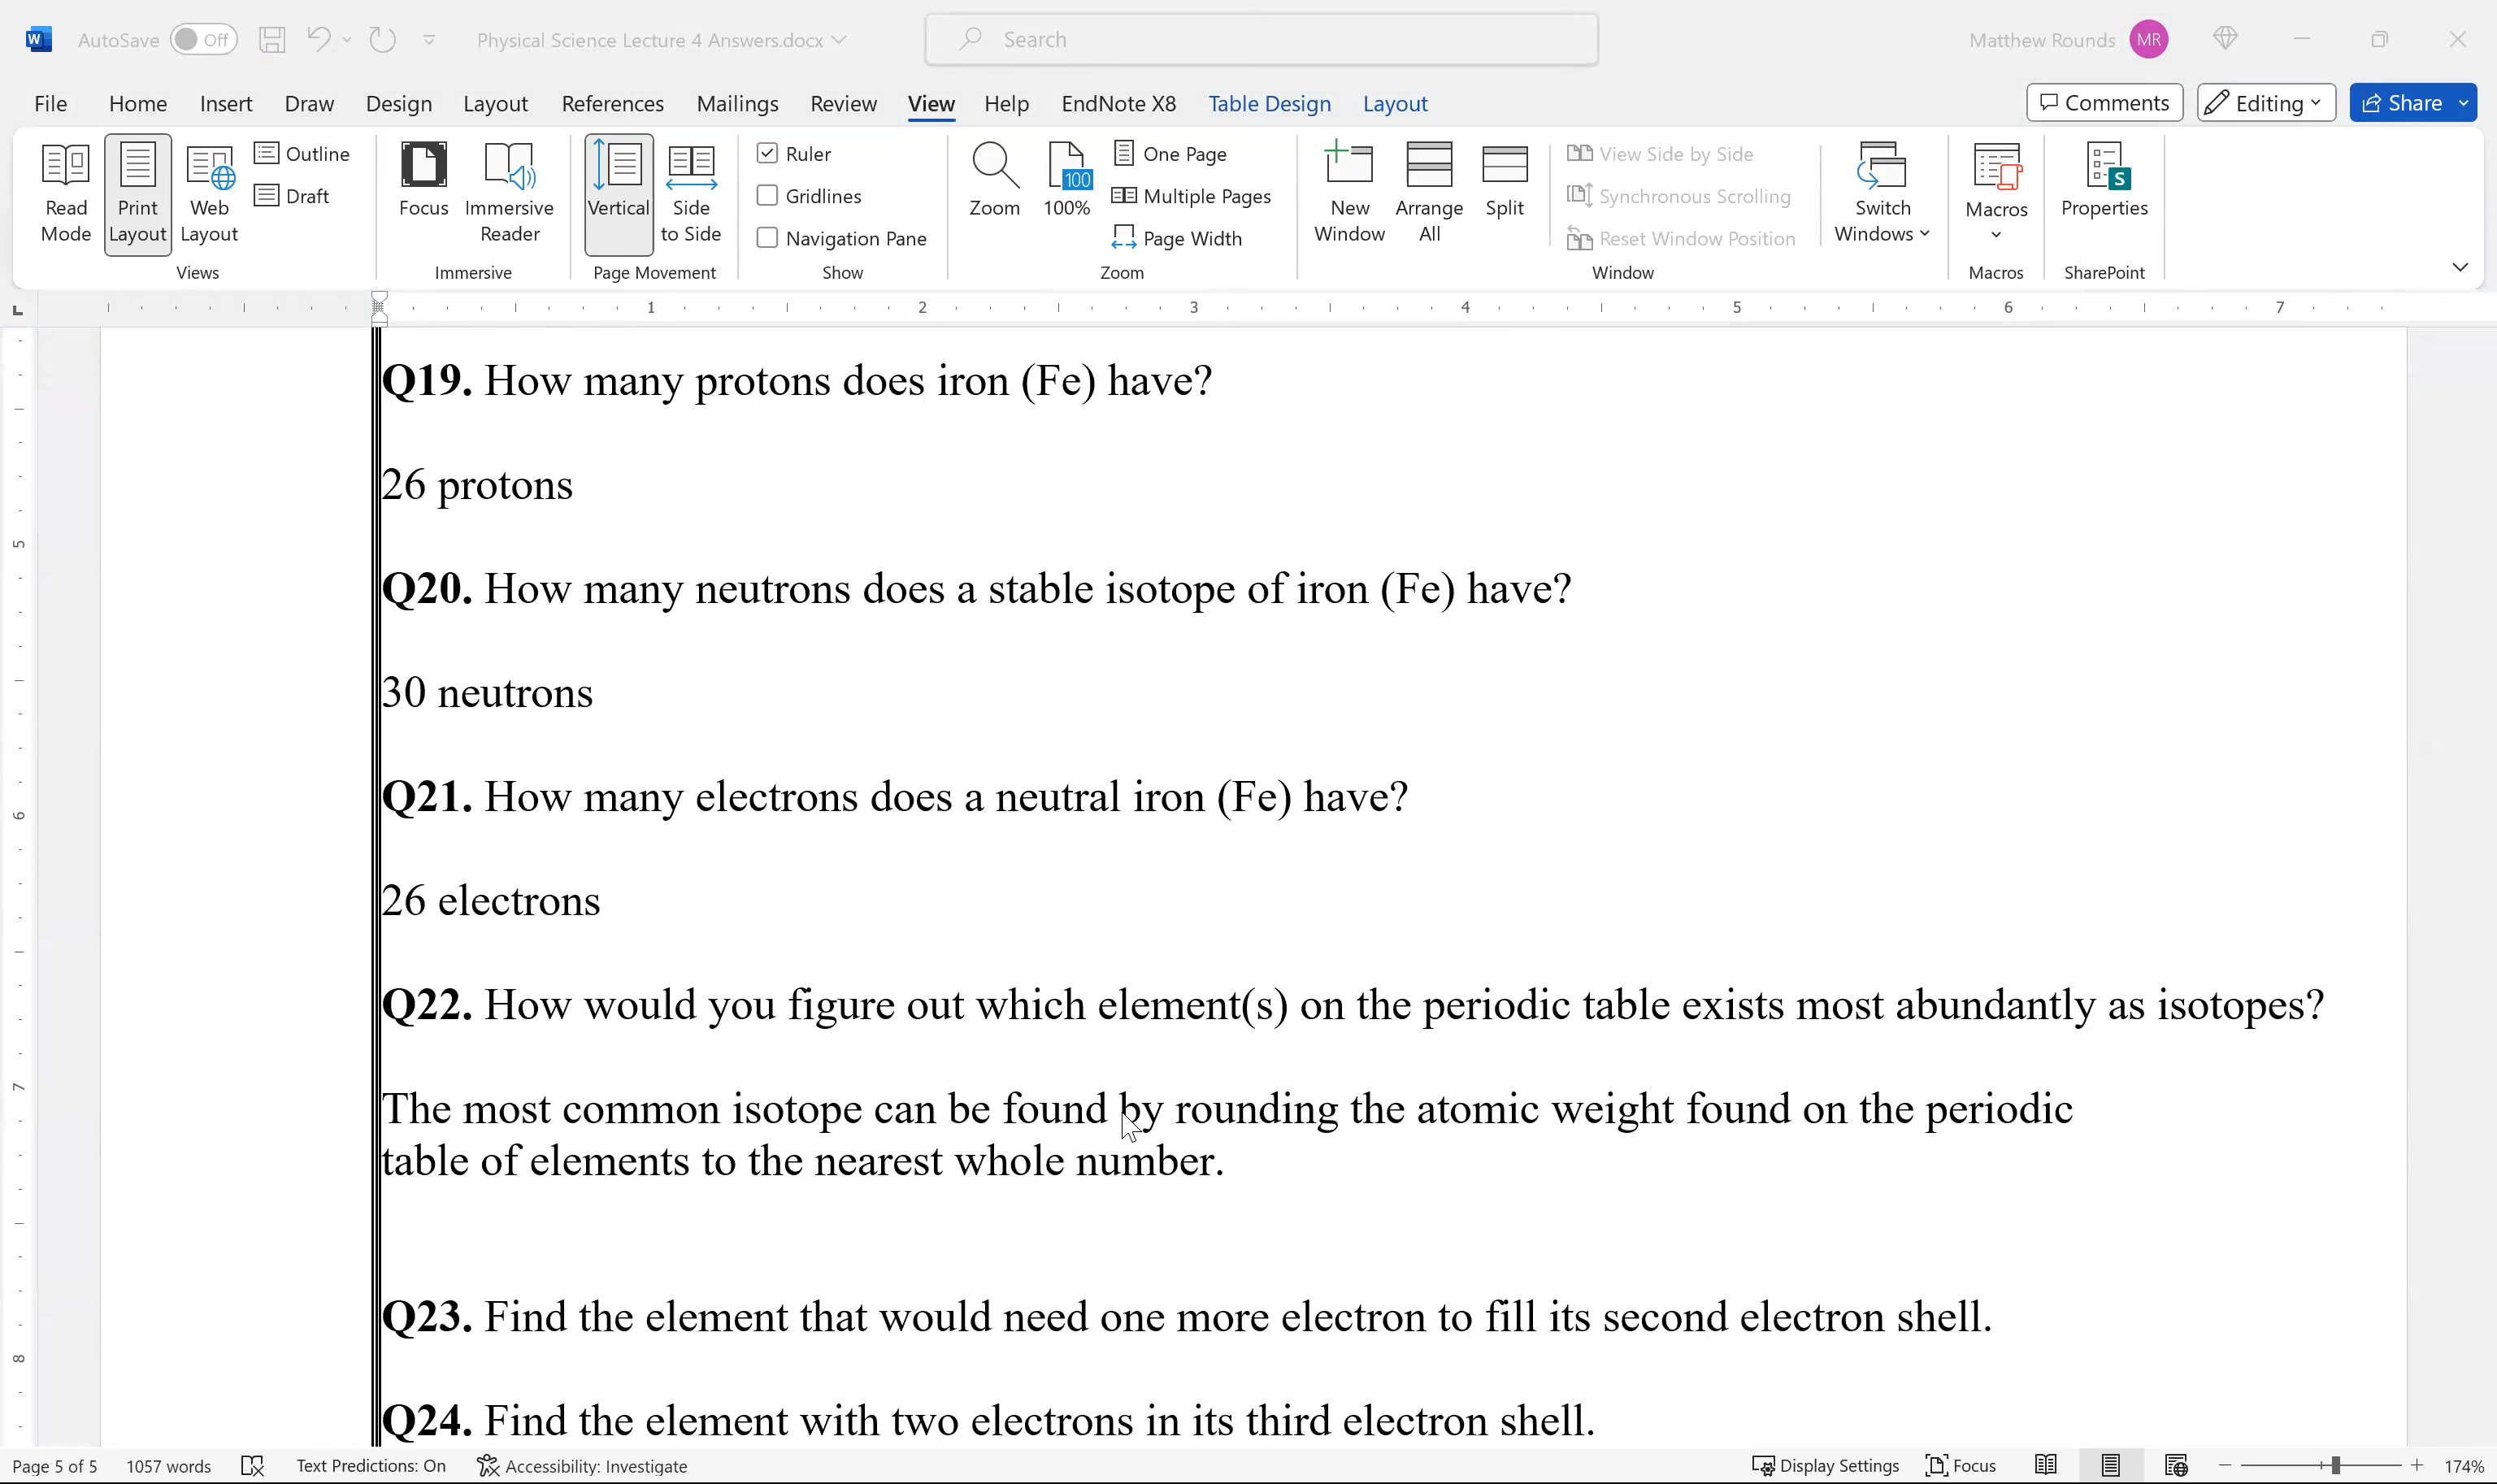 AutoSave Off Physical Science Lecture 4 Answers.docx Search Matthew Rounds MR
File Home Insert Draw Design Layout References Mailings Review View Help EndNote X8 Table Design Layout Comments Editing Share
Read Mode
Print Layout
Web Layout
Outline
Draft
Views
Focus
Immersive Reader
Immersive
Vertical
Side to Side
Page Movement
Ruler
Gridlines
Navigation Pane
Show
Zoom
100
100%
One Page
Multiple Pages
Page Width
Zoom
New Window
Arrange All
Split
View Side by Side
Synchronous Scrolling
Reset Window Position
Switch Windows
Window
Macros
Macros
Properties
SharePoint
1 2 3 4 5 6 7
5
6
7
8
Q19. How many protons does iron (Fe) have?
26 protons
Q20. How many neutrons does a stable isotope of iron (Fe) have?
30 neutrons
Q21. How many electrons does a neutral iron (Fe) have?
26 electrons
Q22. How would you figure out which element(s) on the periodic table exists most abundantly as isotopes?
The most common isotope can be found by rounding the atomic weight found on the periodic
table of elements to the nearest whole number.
Q23. Find the element that would need one more electron to fill its second electron shell.
Q24. Find the element with two electrons in its third electron shell.
Page 5 of 5 1057 words Text Predictions: On Accessibility: Investigate Display Settings Focus 174%